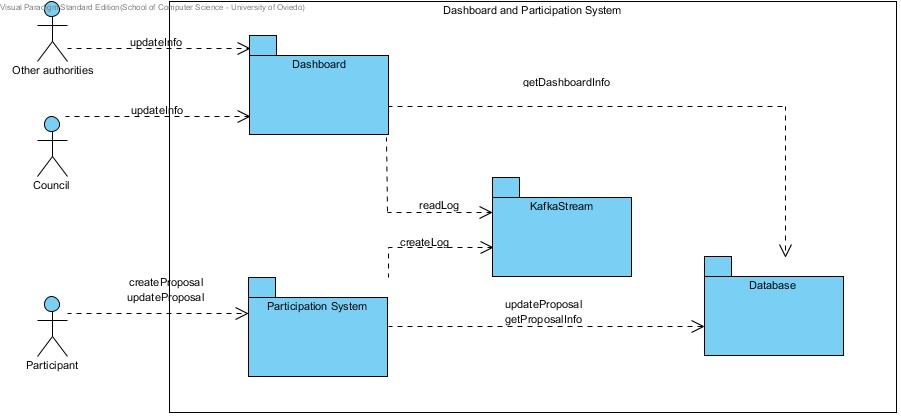 Visual Paradigm Standard Edition(School of Computer Science - University of Oviedo)
Dashboard and Participation System
updateInfo
Other authorities
Dashboard
getDashboardInfo
updateInfo
Council
readLog
KafkaStream
createLog
createProposal
updateProposal
Participation System
Database
updateProposal
getProposalInfo
Participant